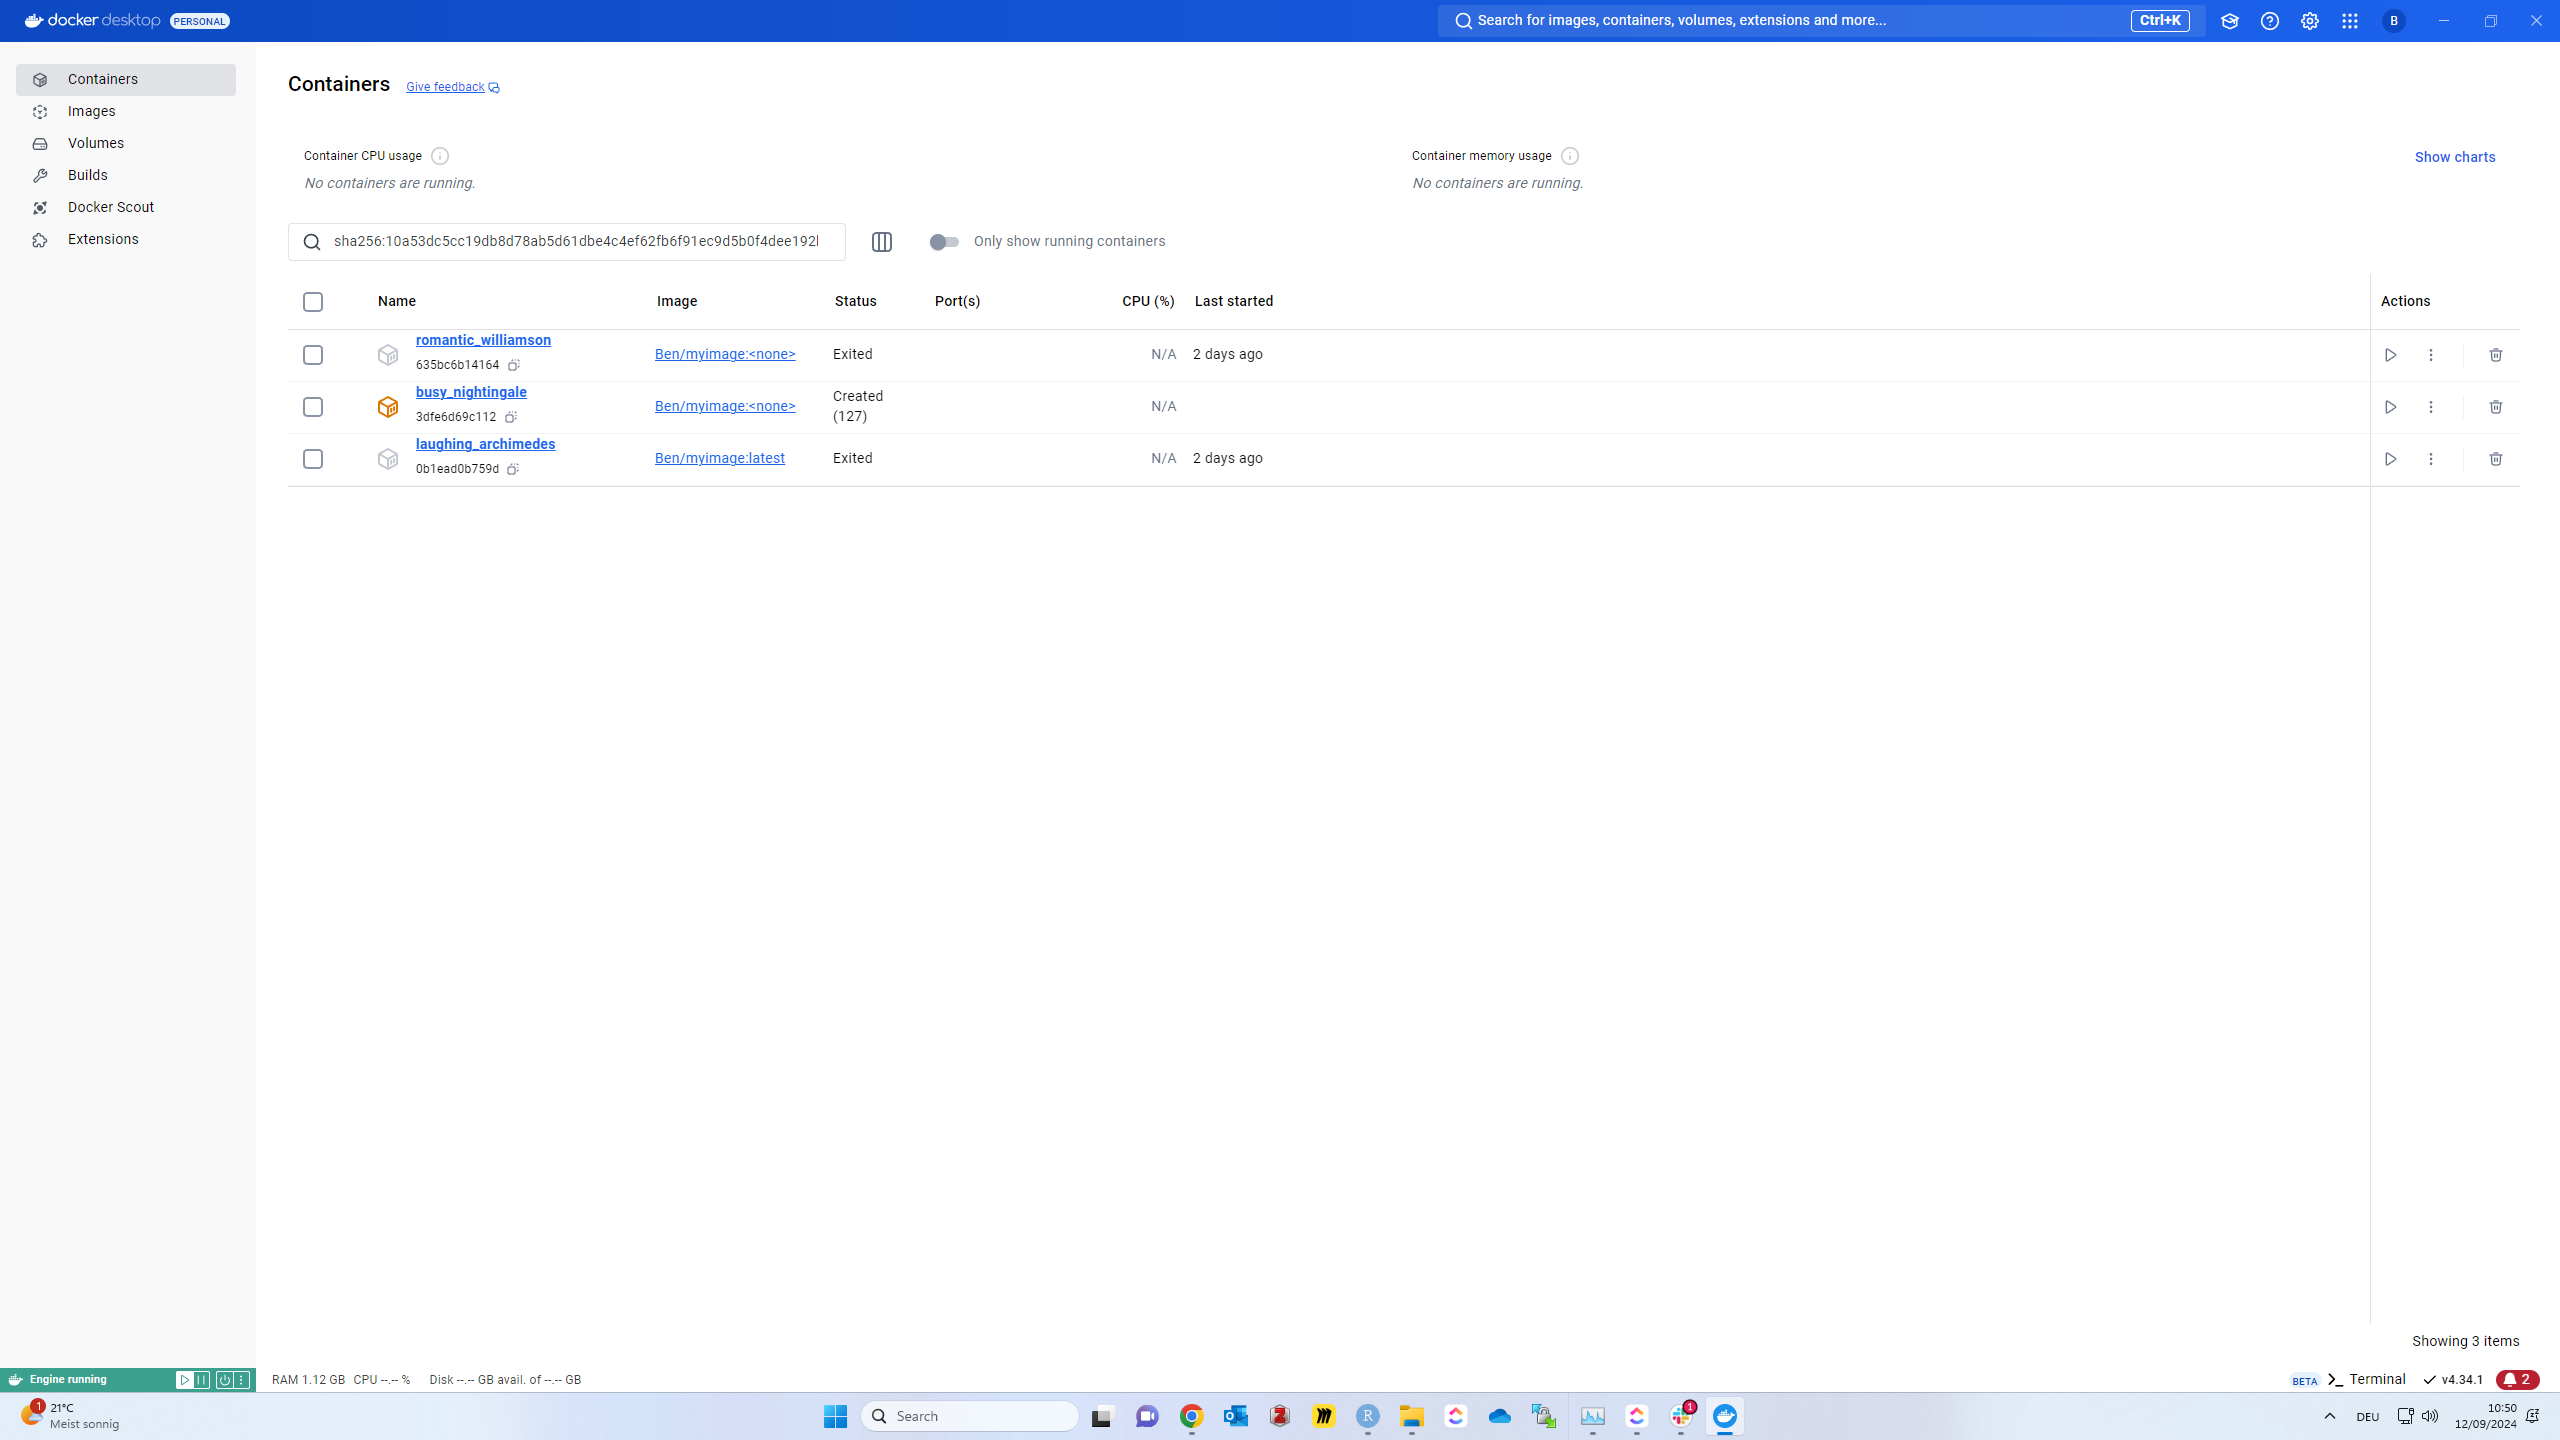 docker desktop PERSONAL
Search for images, containers, volumes, extensions and more... Ctrl+K
B
Containers
Images
Volumes
Builds
Docker Scout
Extensions
Containers Give feedback
Container CPU usage
No containers are running.
Container memory usage
No containers are running.
Show charts
sha256:10a53dc5cc19db8d78ab5d61dbe4c4ef62fb6f91ec9d5b0f4dee192
Only show running containers
Name Image Status Port(s) CPU (%) Last started Actions
romantic_williamson
635bc6b14164
Ben/myimage:<none>
Exited
N/A
2 days ago
busy_nightingale
3dfe6d69c112
Ben/myimage:<none>
Created
(127)
N/A
laughing_archimedes
0b1ead0b759d
Ben/myimage:latest
Exited
N/A
2 days ago
Showing 3 items
Engine running
RAM 1.12 GB CPU --.-- % Disk --.-- GB avail. of --.-- GB
BETA >_ Terminal v4.34.1 2
1
21°C
Meist sonnig
Search
R
1
DEU
10:50
12/09/2024